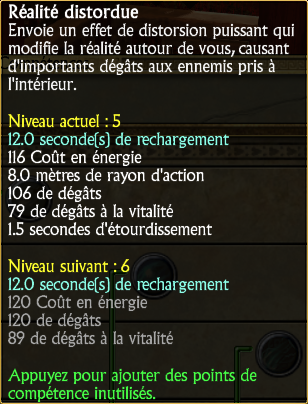 Réalité distordue
Envoie un effet de distorsion puissant qui
modifie la réalité autour de vous, causant
d'importants dégâts aux ennemis pris à
l'intérieur.
Niveau actuel : 5
12.0 seconde(s) de rechargement
116 Coût en énergie
8.0 mètres de rayon d'action
106 de dégâts
79 de dégâts à la vitalité
1.5 secondes d'étourdissement
Niveau suivant : 6
12.0 seconde(s) de rechargement
120 Coût en énergie
120 de dégâts
89 de dégâts à la vitalité
Appuyez pour ajouter des points de
compétence inutilisés.